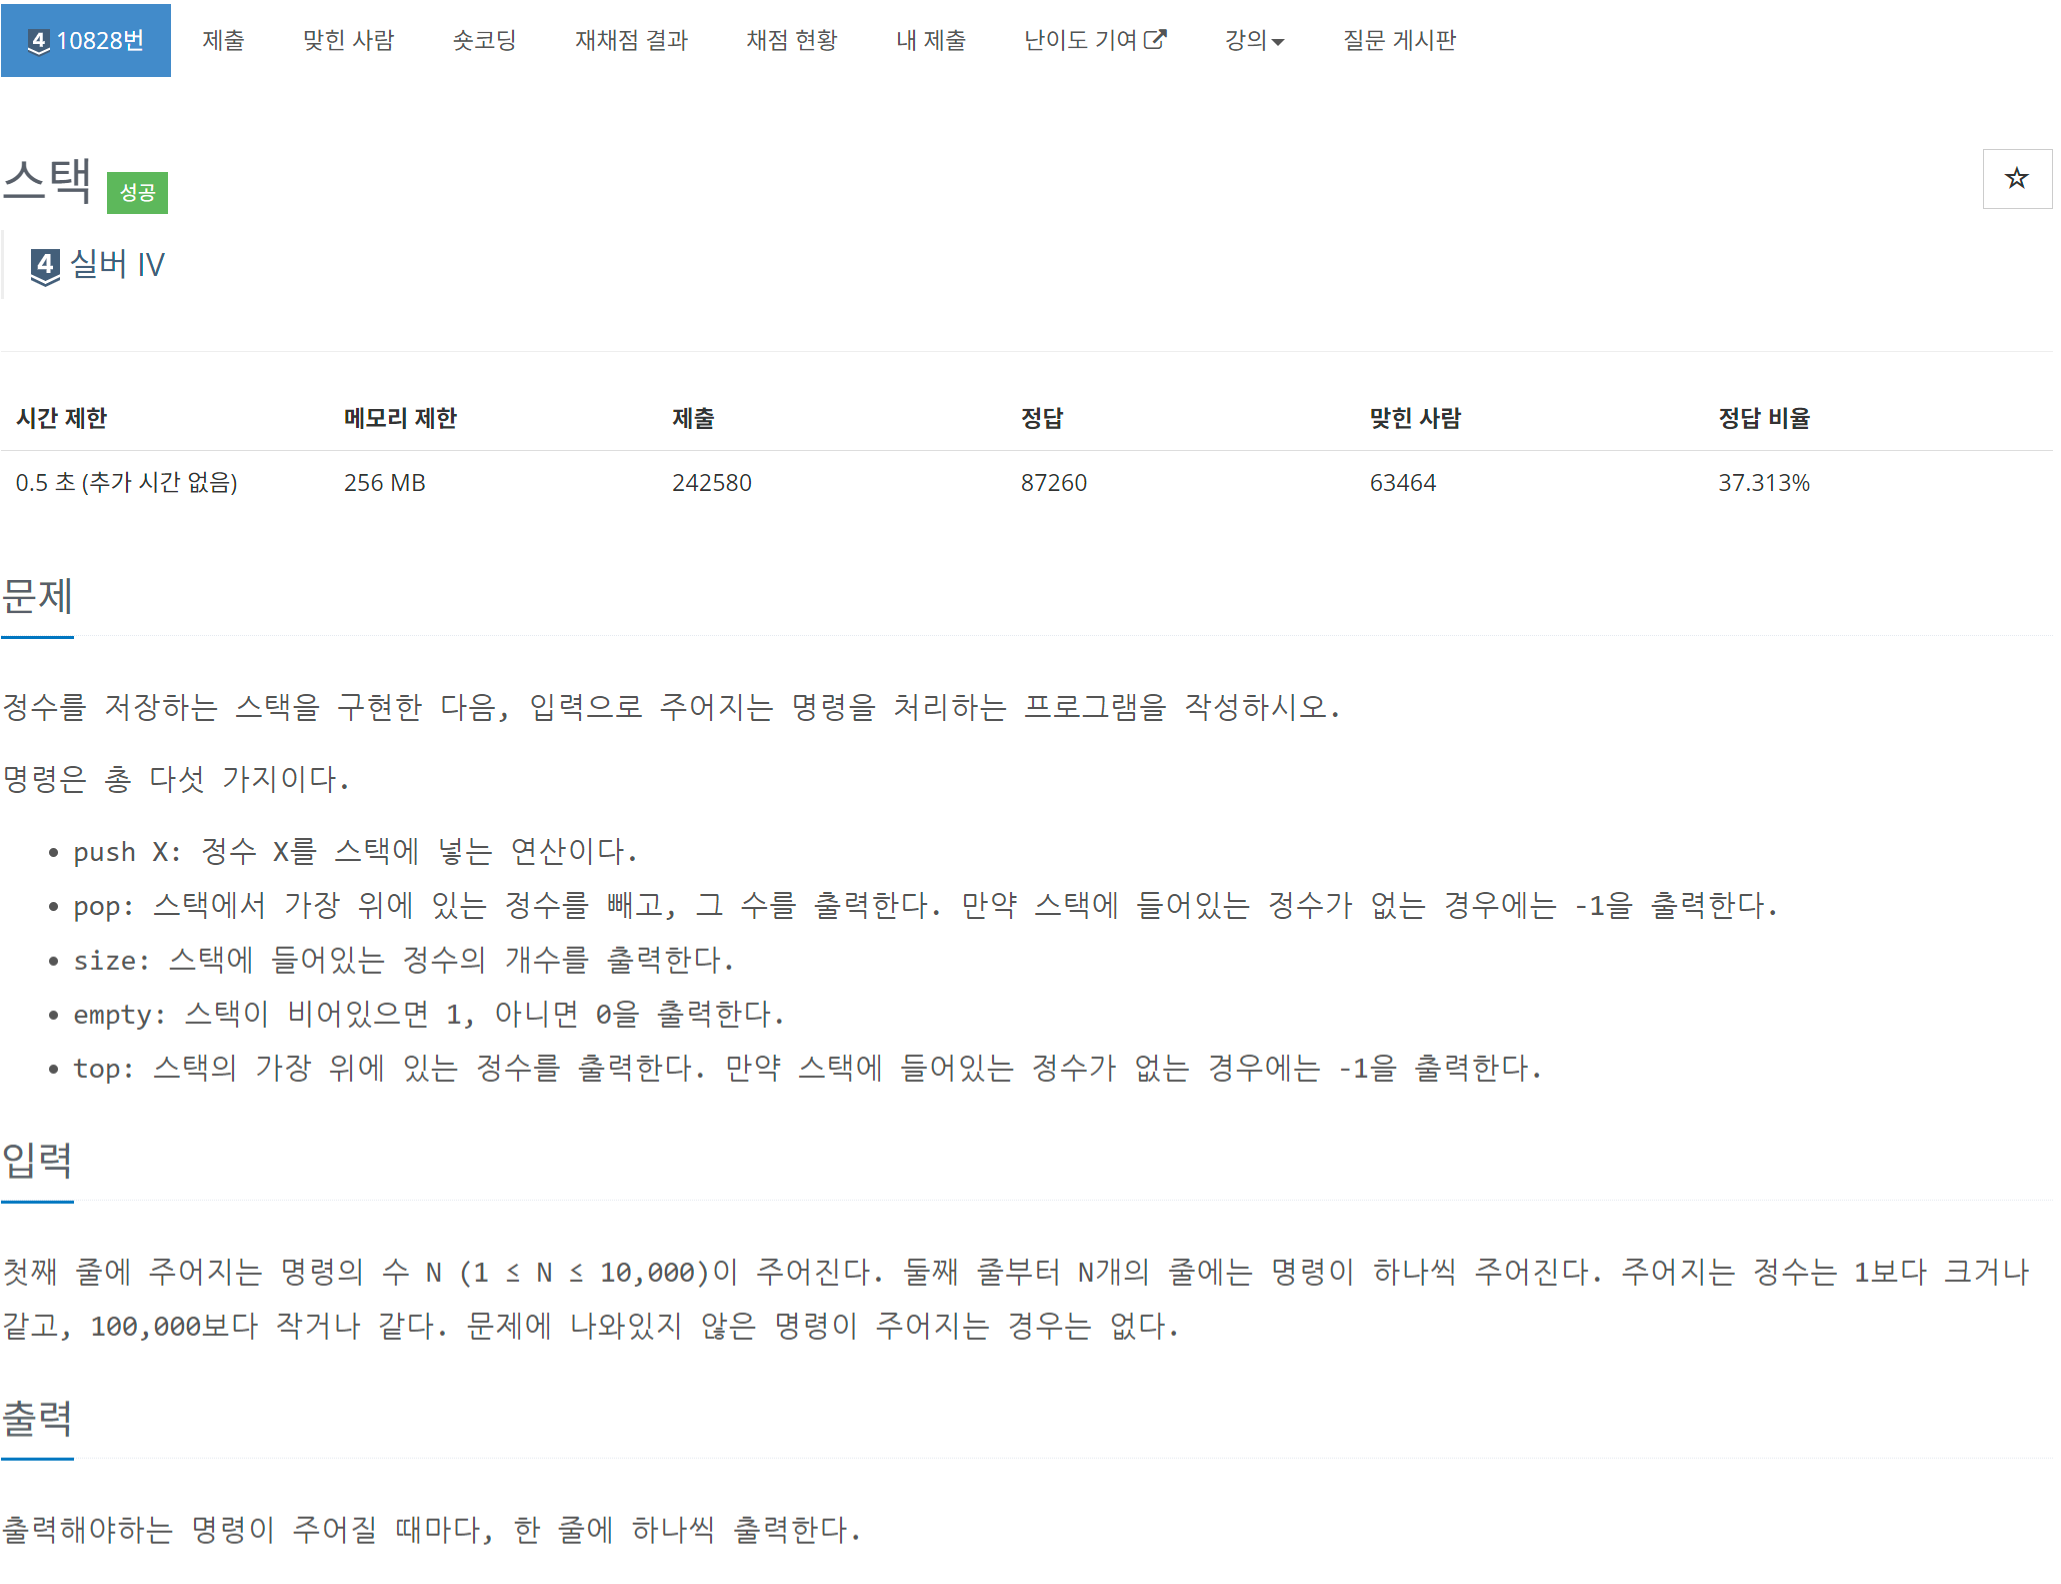 4 10828번 제출 맞힌 사람 숏코딩 재채점 결과 채점 현황 내 제출 난이도 기여 강의 질문 게시판
스택 성공
4 실버 IV
시간 제한 메모리 제한 제출 정답 맞힌 사람 정답 비율
0.5 초 (추가 시간 없음) 256 MB 242580 87260 63464 37.313%
문제
정수를 저장하는 스택을 구현한 다음, 입력으로 주어지는 명령을 처리하는 프로그램을 작성하시오.
명령은 총 다섯 가지이다.
• push X: 정수 X를 스택에 넣는 연산이다.
• pop: 스택에서 가장 위에 있는 정수를 빼고, 그 수를 출력한다. 만약 스택에 들어있는 정수가 없는 경우에는 -1을 출력한다.
• size: 스택에 들어있는 정수의 개수를 출력한다.
• empty: 스택이 비어있으면 1, 아니면 0을 출력한다.
• top: 스택의 가장 위에 있는 정수를 출력한다. 만약 스택에 들어있는 정수가 없는 경우에는 -1을 출력한다.
입력
첫째 줄에 주어지는 명령의 수 N (1 ≤ N ≤ 10,000)이 주어진다. 둘째 줄부터 N개의 줄에는 명령이 하나씩 주어진다. 주어지는 정수는 1보다 크거나
같고, 100,000보다 작거나 같다. 문제에 나와있지 않은 명령이 주어지는 경우는 없다.
출력
출력해야하는 명령이 주어질 때마다, 한 줄에 하나씩 출력한다.